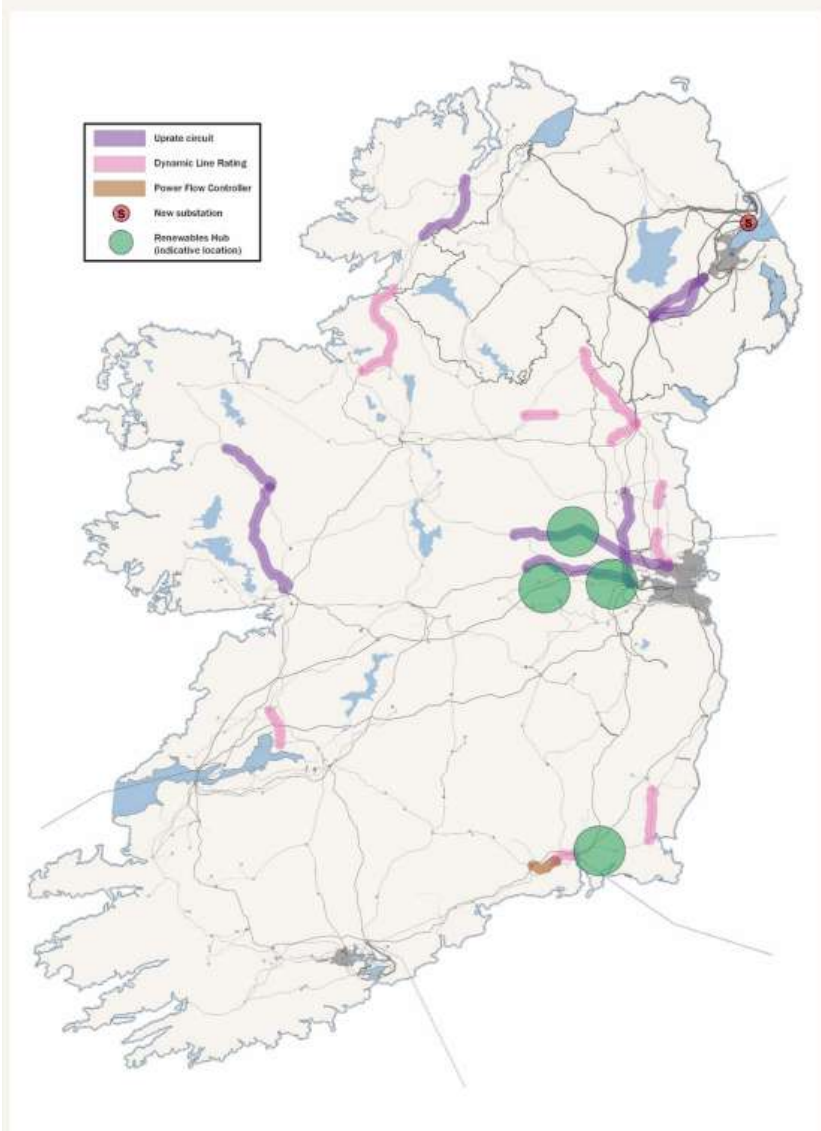 Uprate circuit
Dynamic Line Rating
Power Flow Controller
S New substation
Renewables Hub
(indicative location)
S